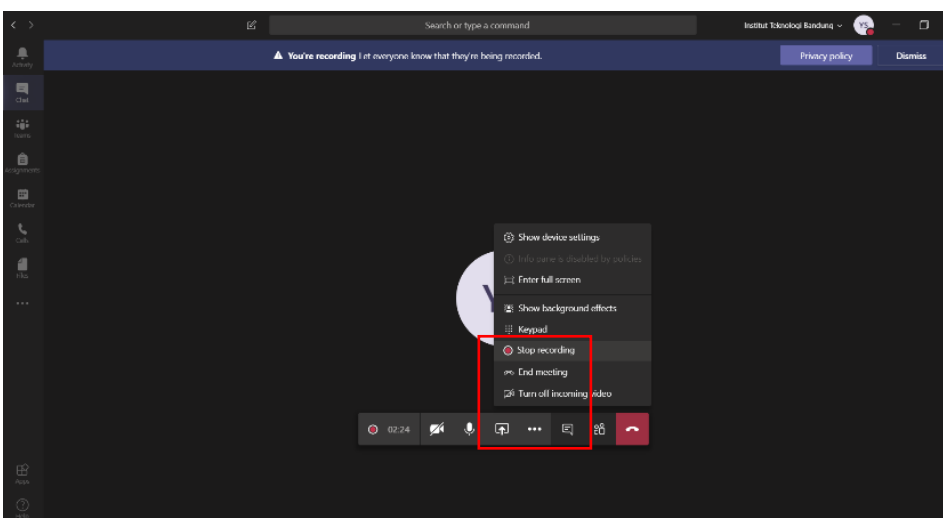 Search or type a command
Institut Teknologi Bandung
YS
You're recording Let everyone know that they're being recorded.
Privacy policy
Dismiss
Activity
Chat
Teams
Assignments
Calendar
Calls
Files
Y
Show device settings
Info pane is disabled by policies
Enter full screen
Show background effects
Keypad
Stop recording
End meeting
Turn off incoming video
02:24
Apps
Help